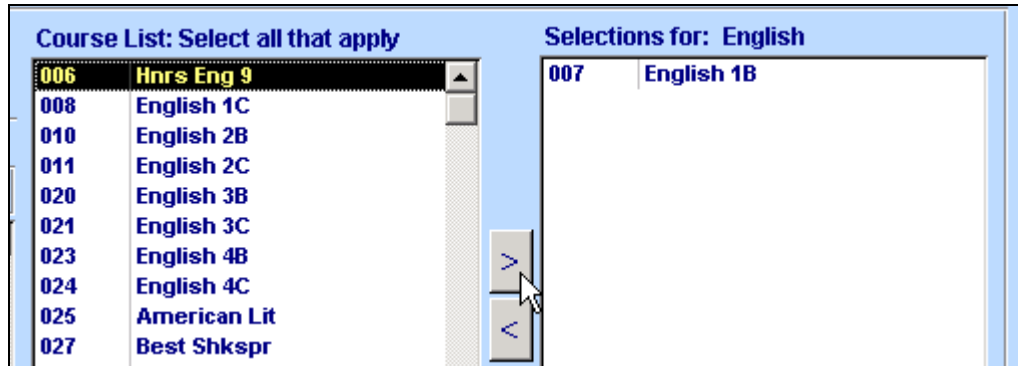 Course List: Select all that apply
006 Hnrs Eng 9
008 English 1C
010 English 2B
011 English 2C
020 English 3B
021 English 3C
023 English 4B
024 English 4C
025 American Lit
027 Best Shkspr
>
<
Selections for: English
007 English 1B